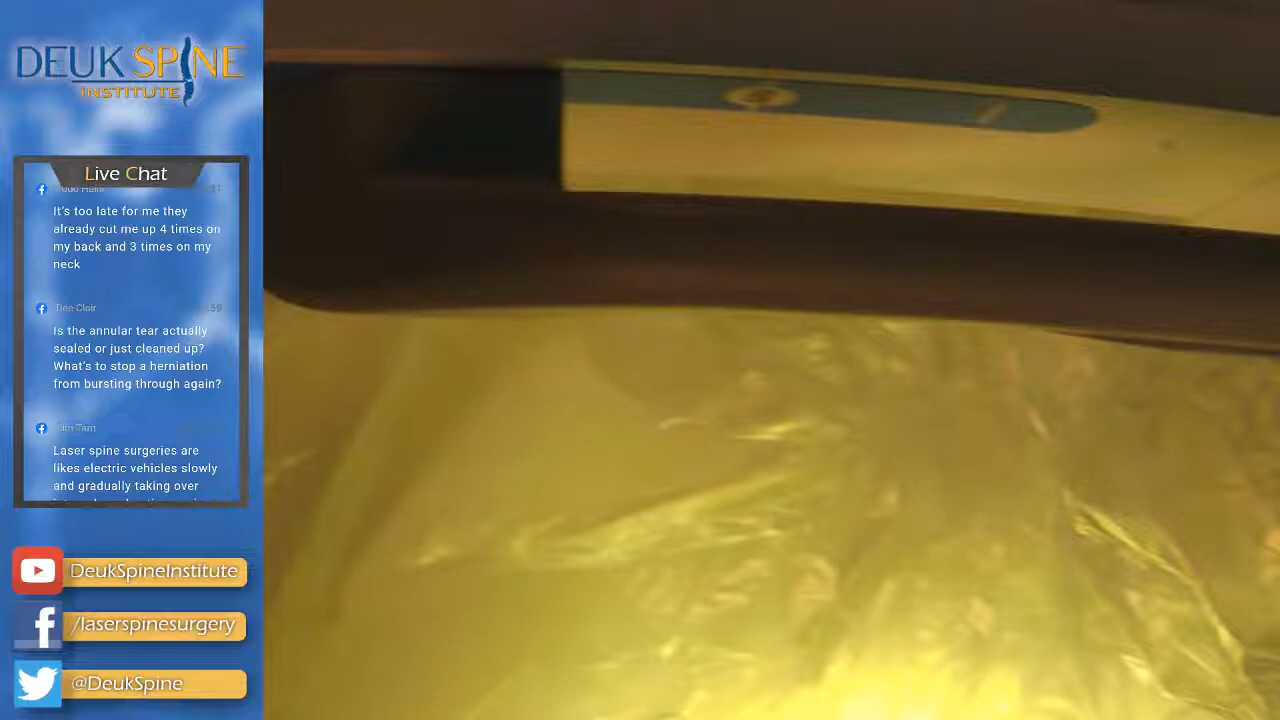 DEUK SPINE
INSTITUTE
Live Chat
It's too late for me they
already cut me up 4 times on
my back and 3 times on my
neck
Dee Clair
Is the annular tear actually
sealed or just cleaned up?
What's to stop a herniation
from bursting through again?
Laser spine surgeries are
likes electric vehicles slowly
and gradually taking over
DeukSpineInstitute
/laserspinesurgery
@DeukSpine